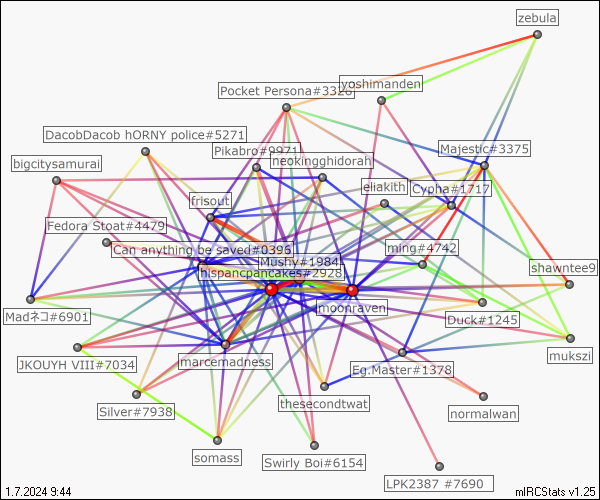 zebula
yoshimanden
Pocket Persona#3326
DacobDacob hORNY police#5271
Pikabro#9971
Majestic#3375
neokingghidorah
bigcitysamurai
eliakith
Cypha#1717
frisout
Fedora Stoat#4479
Can anything be saved#0396
ming#4742
Mushy#1984
hispancpancakes#2928
shawntee9
moonraven
Madネコ#6901
Duck#1245
mukszi
marcemadness
JKOUYH VIII#7034
Eg.Master#1378
Silver#7938
thesecondtwat
normalwan
somass
Swirly Boi#6154
LPK2387 #7690
1.7.2024 9:44
mIRCStats v1.25